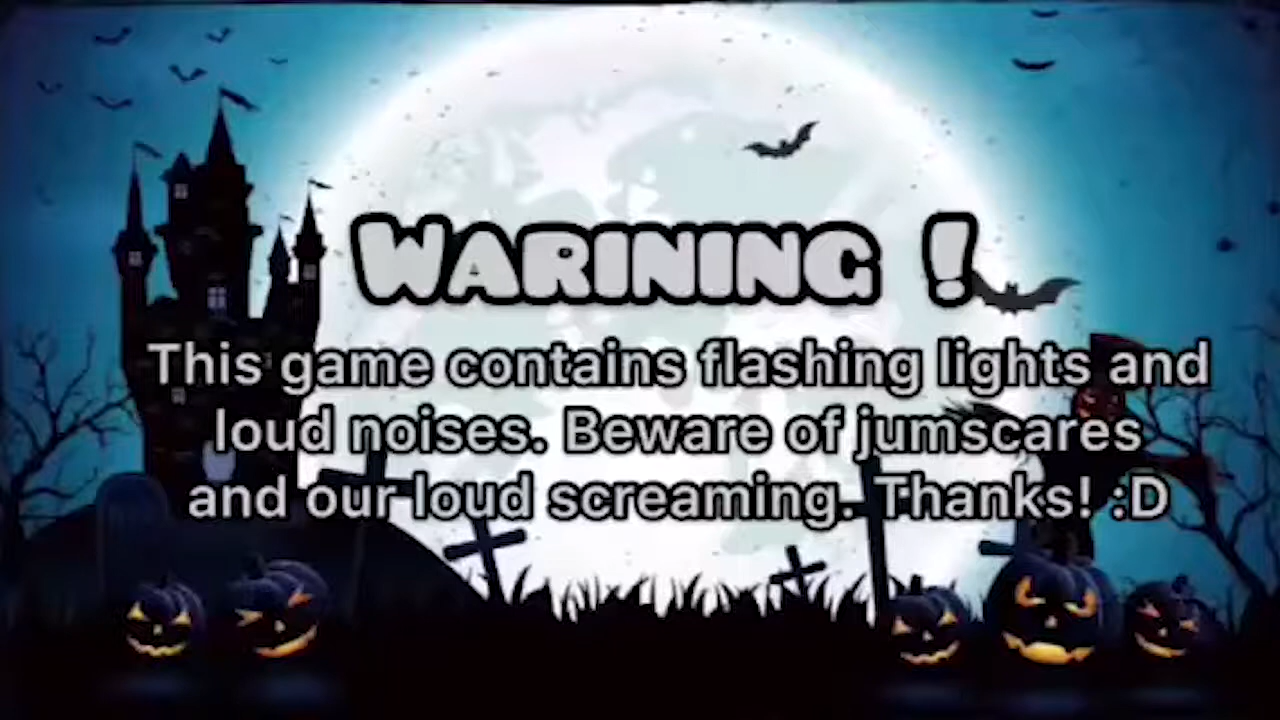 WARINING !
This game contains flashing lights and
loud noises. Beware of jumscares
and our loud screaming. Thanks! :D